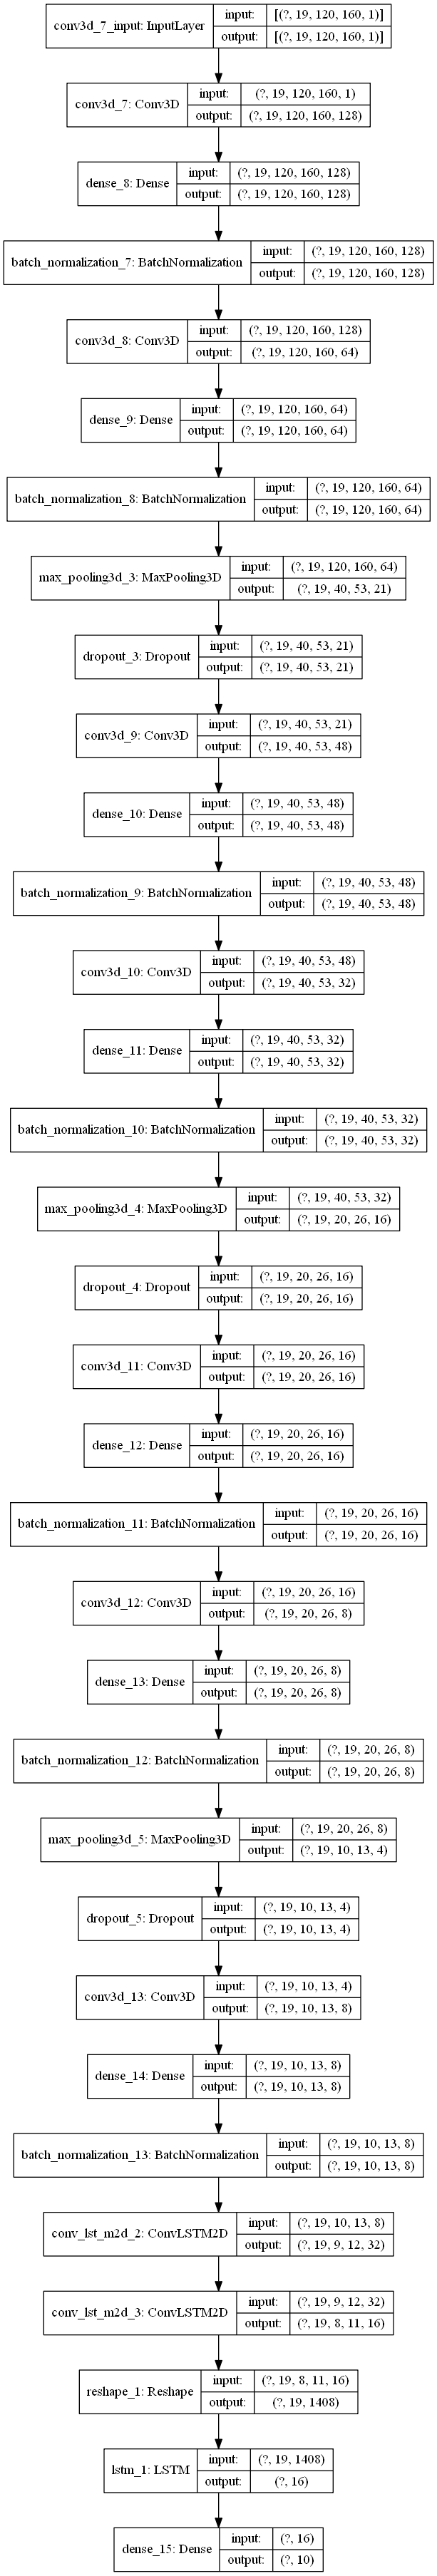 conv3d_7_input: InputLayer
input: [(?, 19, 120, 160, 1)]
output: [(?, 19, 120, 160, 1)]
conv3d_7: Conv3D
input: (?, 19, 120, 160, 1)
output: (?, 19, 120, 160, 128)
dense_8: Dense
input: (?, 19, 120, 160, 128)
output: (?, 19, 120, 160, 128)
batch_normalization_7: BatchNormalization
input: (?, 19, 120, 160, 128)
output: (?, 19, 120, 160, 128)
conv3d_8: Conv3D
input: (?, 19, 120, 160, 128)
output: (?, 19, 120, 160, 64)
dense_9: Dense
input: (?, 19, 120, 160, 64)
output: (?, 19, 120, 160, 64)
batch_normalization_8: BatchNormalization
input: (?, 19, 120, 160, 64)
output: (?, 19, 120, 160, 64)
max_pooling3d_3: MaxPooling3D
input: (?, 19, 120, 160, 64)
output: (?, 19, 40, 53, 21)
dropout_3: Dropout
input: (?, 19, 40, 53, 21)
output: (?, 19, 40, 53, 21)
conv3d_9: Conv3D
input: (?, 19, 40, 53, 21)
output: (?, 19, 40, 53, 48)
dense_10: Dense
input: (?, 19, 40, 53, 48)
output: (?, 19, 40, 53, 48)
batch_normalization_9: BatchNormalization
input: (?, 19, 40, 53, 48)
output: (?, 19, 40, 53, 48)
conv3d_10: Conv3D
input: (?, 19, 40, 53, 48)
output: (?, 19, 40, 53, 32)
dense_11: Dense
input: (?, 19, 40, 53, 32)
output: (?, 19, 40, 53, 32)
batch_normalization_10: BatchNormalization
input: (?, 19, 40, 53, 32)
output: (?, 19, 40, 53, 32)
max_pooling3d_4: MaxPooling3D
input: (?, 19, 40, 53, 32)
output: (?, 19, 20, 26, 16)
dropout_4: Dropout
input: (?, 19, 20, 26, 16)
output: (?, 19, 20, 26, 16)
conv3d_11: Conv3D
input: (?, 19, 20, 26, 16)
output: (?, 19, 20, 26, 16)
dense_12: Dense
input: (?, 19, 20, 26, 16)
output: (?, 19, 20, 26, 16)
batch_normalization_11: BatchNormalization
input: (?, 19, 20, 26, 16)
output: (?, 19, 20, 26, 16)
conv3d_12: Conv3D
input: (?, 19, 20, 26, 16)
output: (?, 19, 20, 26, 8)
dense_13: Dense
input: (?, 19, 20, 26, 8)
output: (?, 19, 20, 26, 8)
batch_normalization_12: BatchNormalization
input: (?, 19, 20, 26, 8)
output: (?, 19, 20, 26, 8)
max_pooling3d_5: MaxPooling3D
input: (?, 19, 20, 26, 8)
output: (?, 19, 10, 13, 4)
dropout_5: Dropout
input: (?, 19, 10, 13, 4)
output: (?, 19, 10, 13, 4)
conv3d_13: Conv3D
input: (?, 19, 10, 13, 4)
output: (?, 19, 10, 13, 8)
dense_14: Dense
input: (?, 19, 10, 13, 8)
output: (?, 19, 10, 13, 8)
batch_normalization_13: BatchNormalization
input: (?, 19, 10, 13, 8)
output: (?, 19, 10, 13, 8)
conv_lst_m2d_2: ConvLSTM2D
input: (?, 19, 10, 13, 8)
output: (?, 19, 9, 12, 32)
conv_lst_m2d_3: ConvLSTM2D
input: (?, 19, 9, 12, 32)
output: (?, 19, 8, 11, 16)
reshape_1: Reshape
input: (?, 19, 8, 11, 16)
output: (?, 19, 1408)
lstm_1: LSTM
input: (?, 19, 1408)
output: (?, 16)
dense_15: Dense
input: (?, 16)
output: (?, 10)